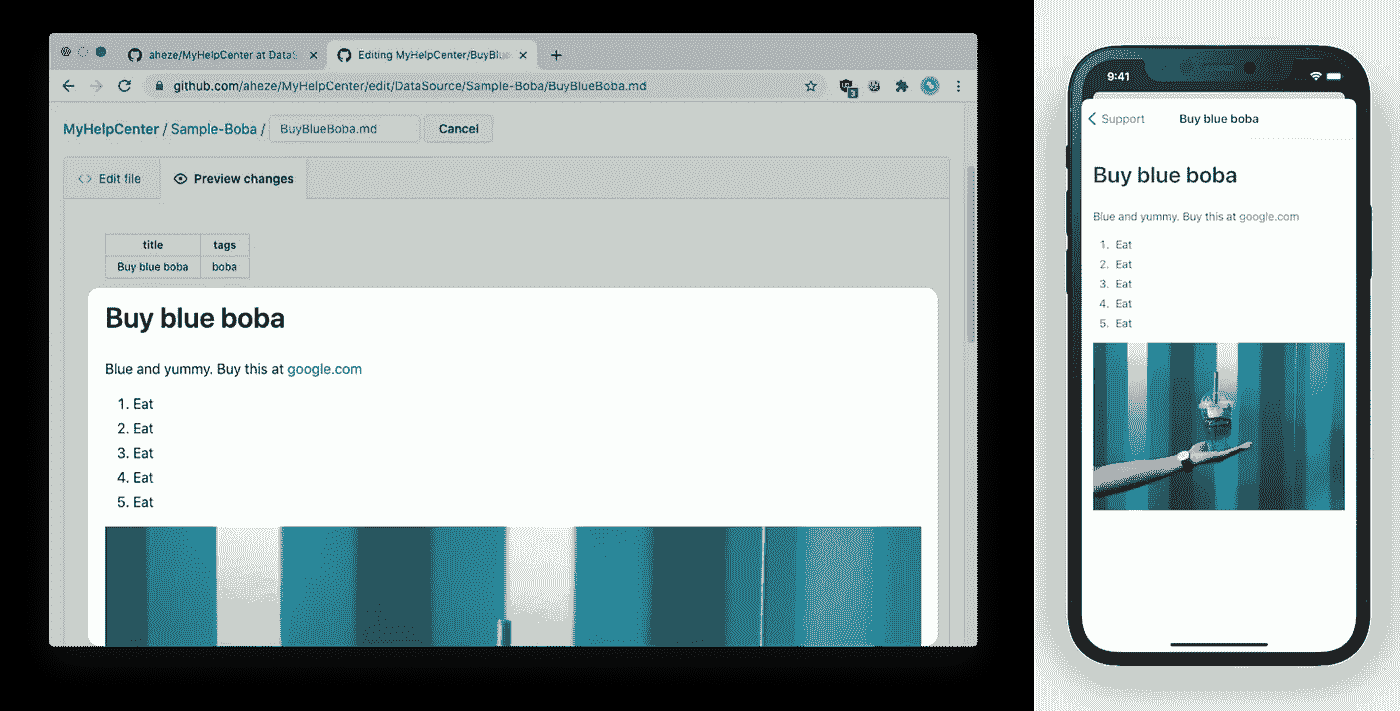 aheze/MyHelpCenter at DataS
Editing MyHelpCenter/BuyBlue
github.com/aheze/MyHelpCenter/edit/DataSource/Sample-Boba/BuyBlueBoba.md
3
MyHelpCenter / Sample-Boba / BuyBlueBoba.md Cancel
<> Edit file Preview changes
title tags
Buy blue boba boba
Buy blue boba
Blue and yummy. Buy this at google.com
1. Eat
2. Eat
3. Eat
4. Eat
5. Eat
9:41
Support Buy blue boba
Buy blue boba
Blue and yummy. Buy this at google.com
1. Eat
2. Eat
3. Eat
4. Eat
5. Eat